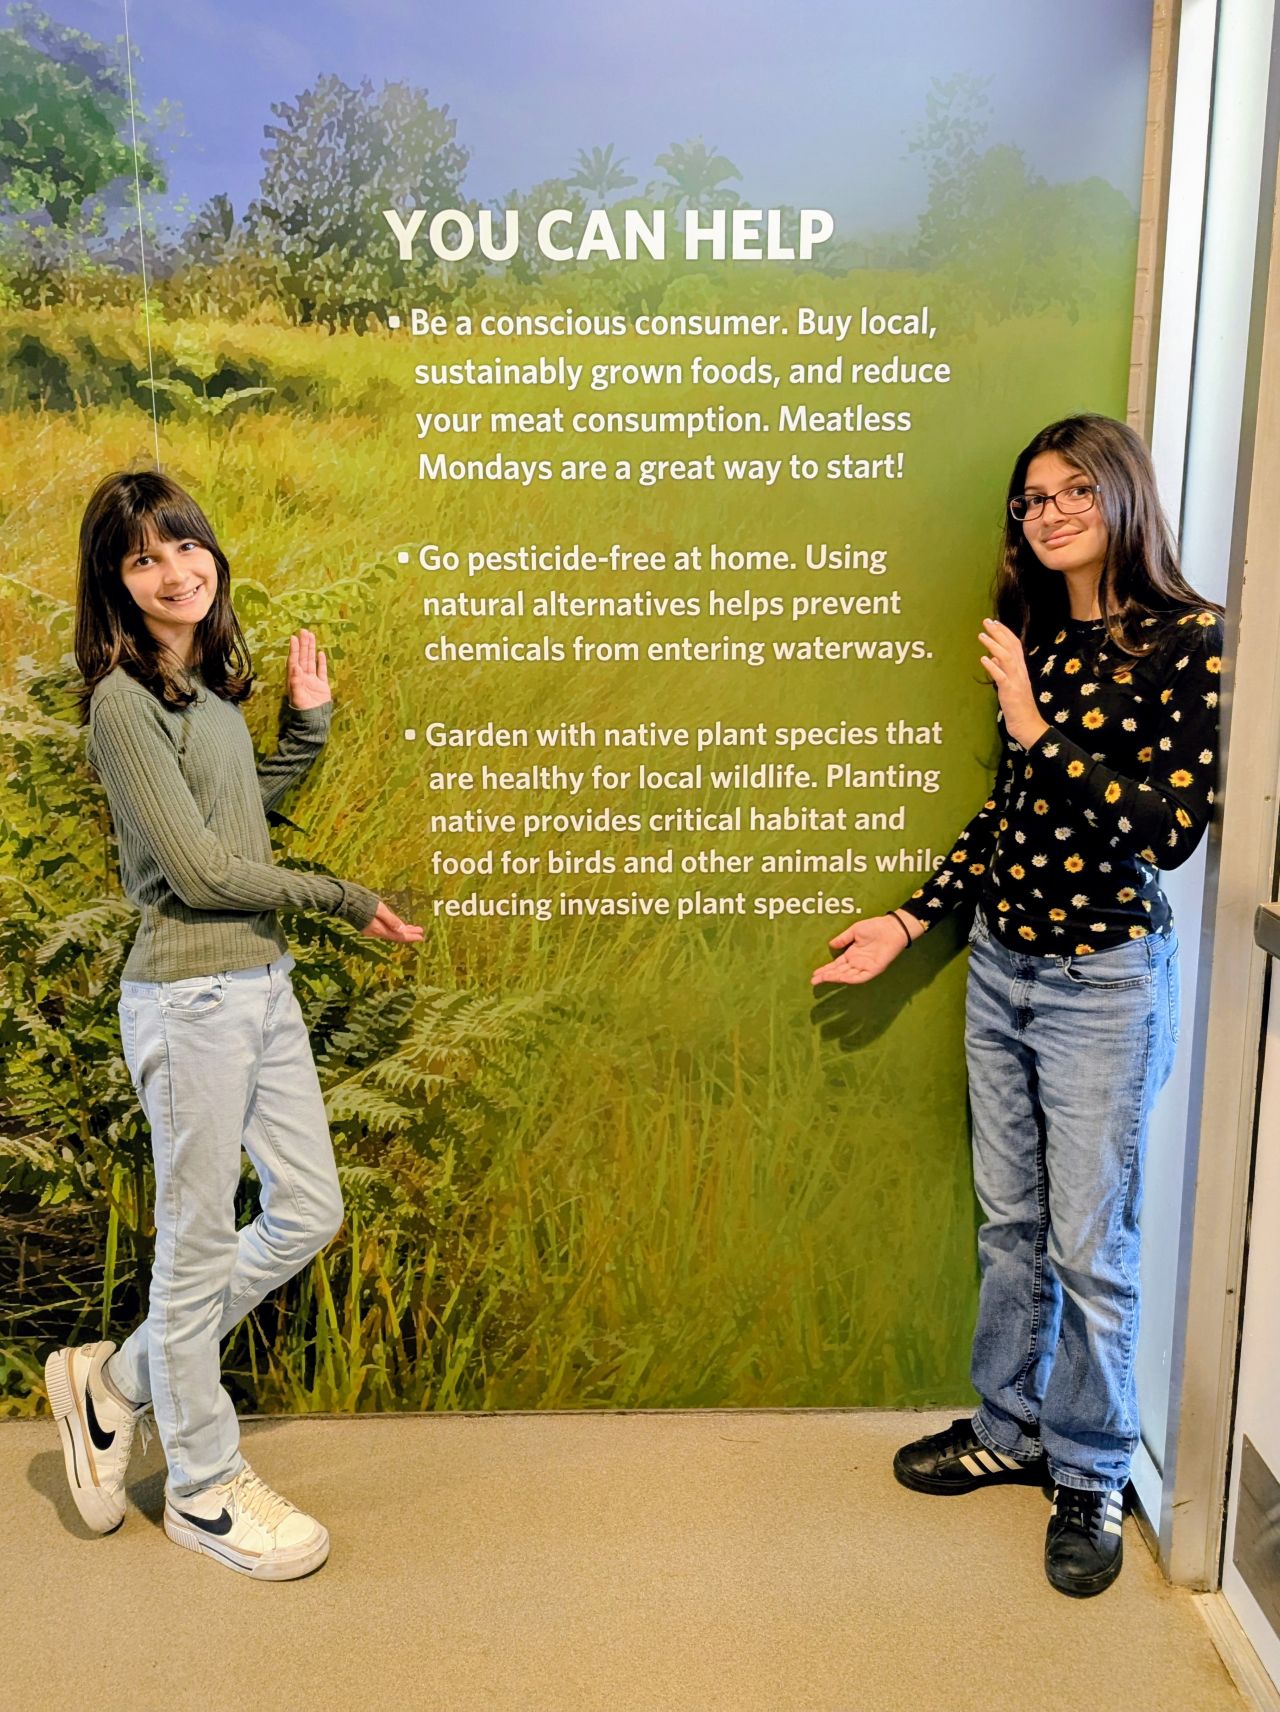 YOU CAN HELP
▪ Be a conscious consumer. Buy local,
sustainably grown foods, and reduce
your meat consumption. Meatless
Mondays are a great way to start!
▪ Go pesticide-free at home. Using
natural alternatives helps prevent
chemicals from entering waterways.
▪ Garden with native plant species that
are healthy for local wildlife. Planting
native provides critical habitat and
food for birds and other animals while
reducing invasive plant species.